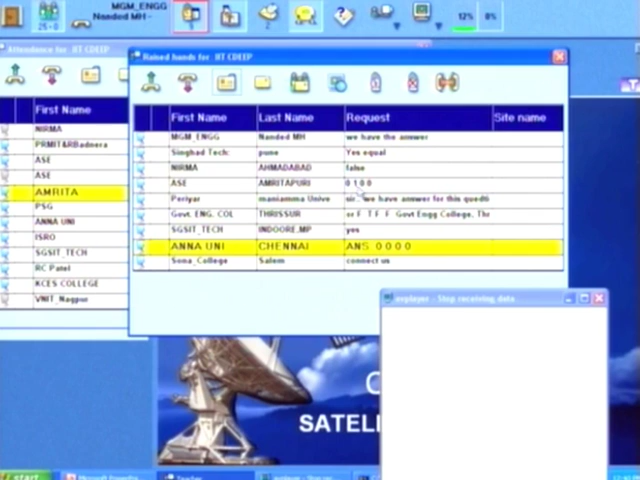 MGM_ENGG
Nanded MH -
25 - 0
12%
8%
Attendance for IIT CDEEP
First Name
NIRMA
PRMIT&RBadnera
ASE
ASE
AMRITA
PSG
ANNA UNI
ISRO
SGSIT_TECH
RC Patel
KCES COLLEGE
VNIT_Nagpur
Raised hands for IIT CDEEP
First Name Last Name Request Site name
MGM_ENGG Nanded MH we have the answer
Singhad Tech: pune Yes equal
NIRMA AHMADABAD false
ASE AMRITAPURI 0 1 0 0
Periyar maniamma Unive sir.. we have answer for this
Govt. ENG. COL THRISSUR or F T F F Govt Engg College, Thr
SGSIT_TECH INDOORE.MP yes
ANNA UNI CHENNAI ANS. 0 0 0 0
Sona_College Salem connect us
- Stop receiving data
SATELI
start
Teacher